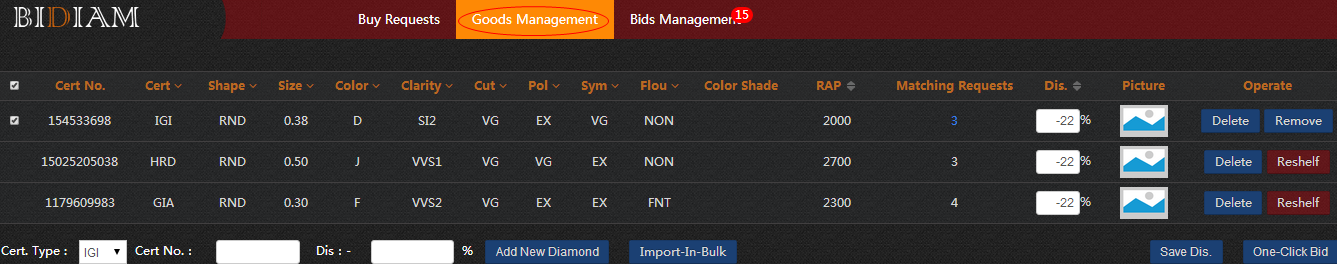 BIDIAM Buy Requests Goods Management Bids Management 15
Cert No. Cert Shape Size Color Clarity Cut Pol Sym Flou Color Shade RAP Matching Requests Dis. Picture Operate
154533698 IGI RND 0.38 D SI2 VG EX VG NON 2000 3 -22 % Delete Remove
15025205038 HRD RND 0.50 J VVS1 VG VG EX NON 2700 3 -22 % Delete Reshelf
1179609983 GIA RND 0.30 F VVS2 VG EX EX FNT 2300 4 -22 % Delete Reshelf
Cert. Type : IGI Cert No. : Dis : - % Add New Diamond Import-In-Bulk Save Dis. One-Click Bid